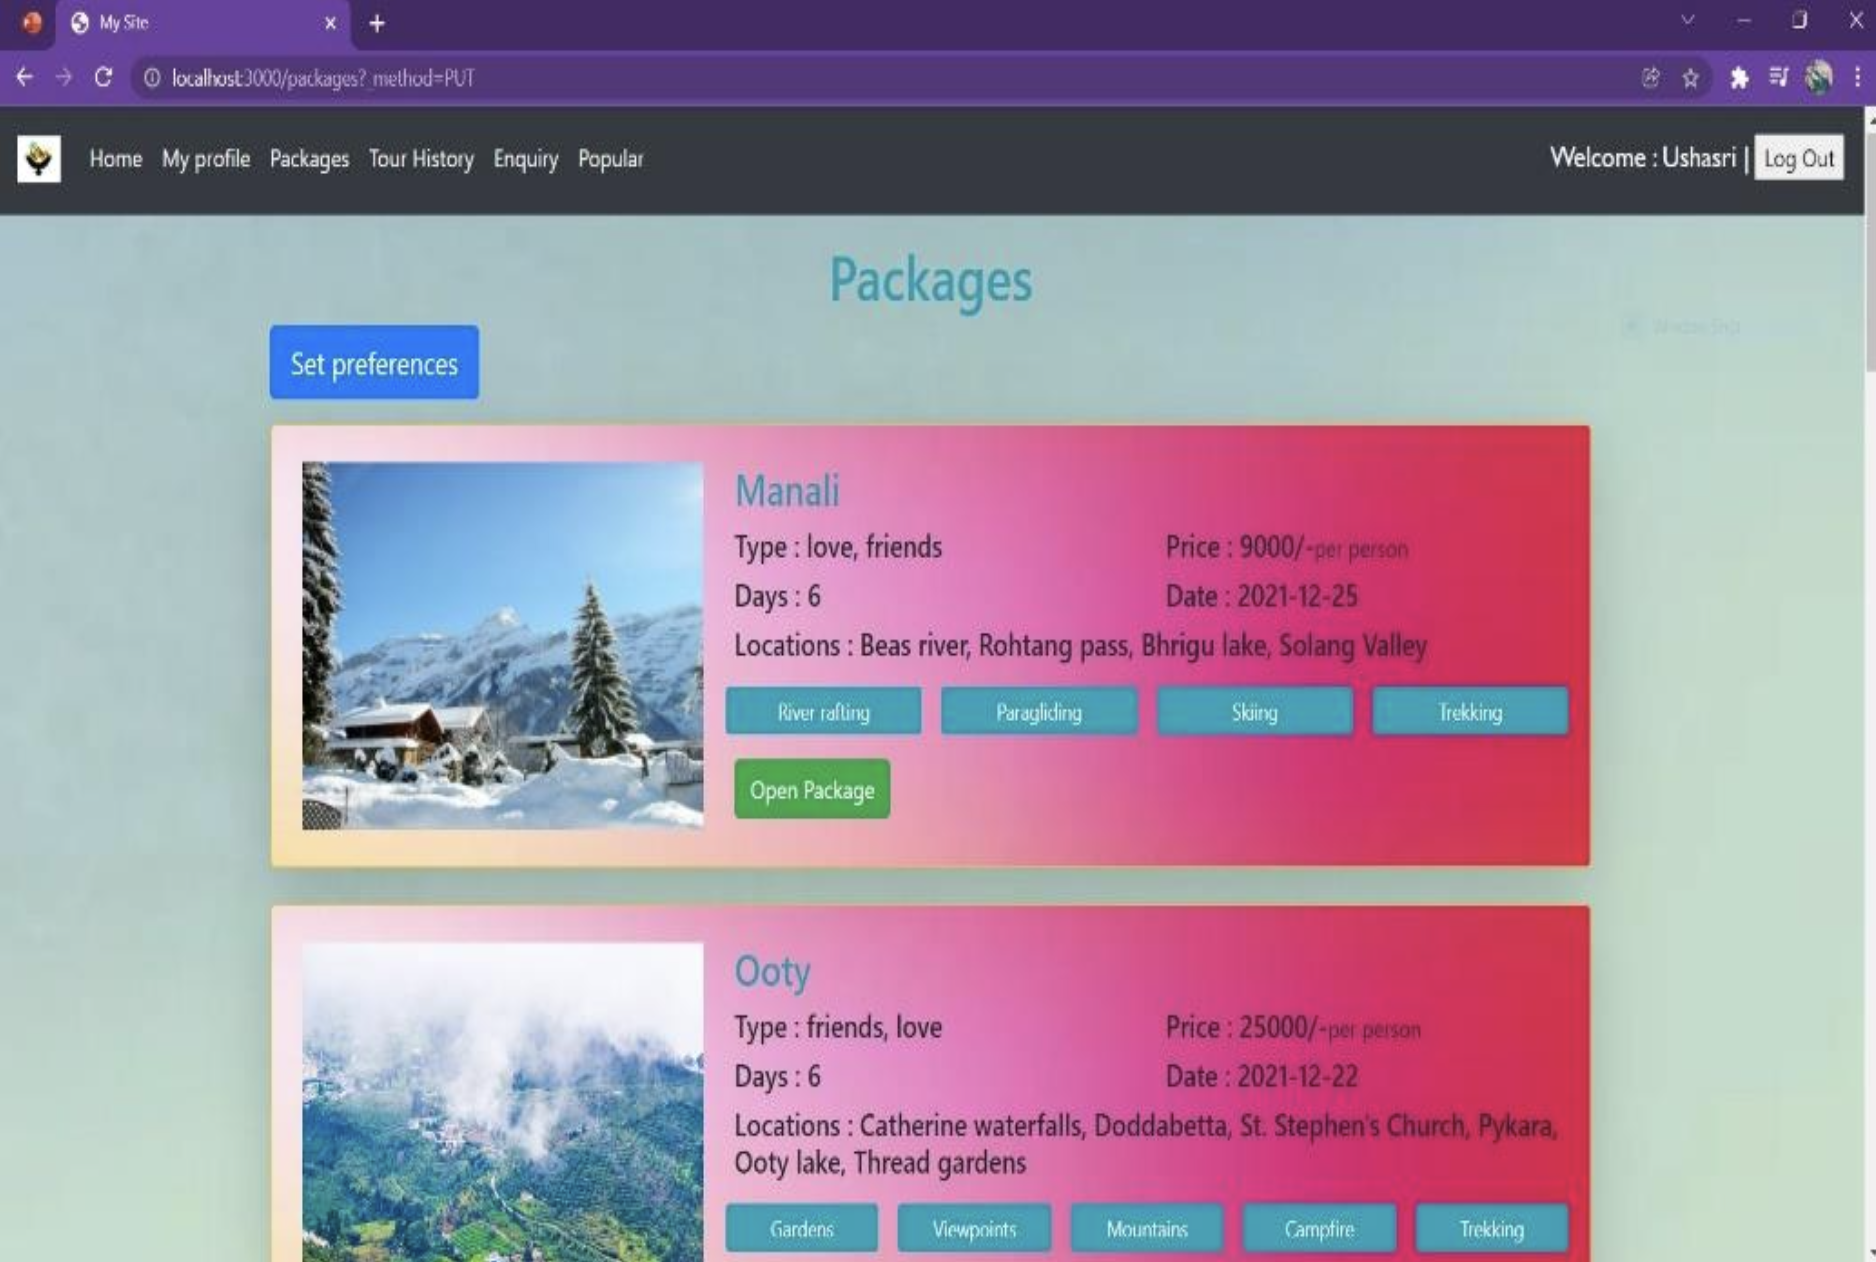 My Site
localhost:3000/packages?_method=PUT
Home My profile Packages Tour History Enquiry Popular
Welcome : Ushasri | Log Out
Packages
Set preferences
Manali
Type : love, friends Price : 9000/-per person
Days : 6 Date : 2021-12-25
Locations : Beas river, Rohtang pass, Bhrigu lake, Solang Valley
River rafting Paragliding Skiing Trekking
Open Package
Ooty
Type : friends, love Price : 25000/-per person
Days : 6 Date : 2021-12-22
Locations : Catherine waterfalls, Doddabetta, St. Stephen's Church, Pykara,
Ooty lake, Thread gardens
Gardens Viewpoints Mountains Campfire Trekking